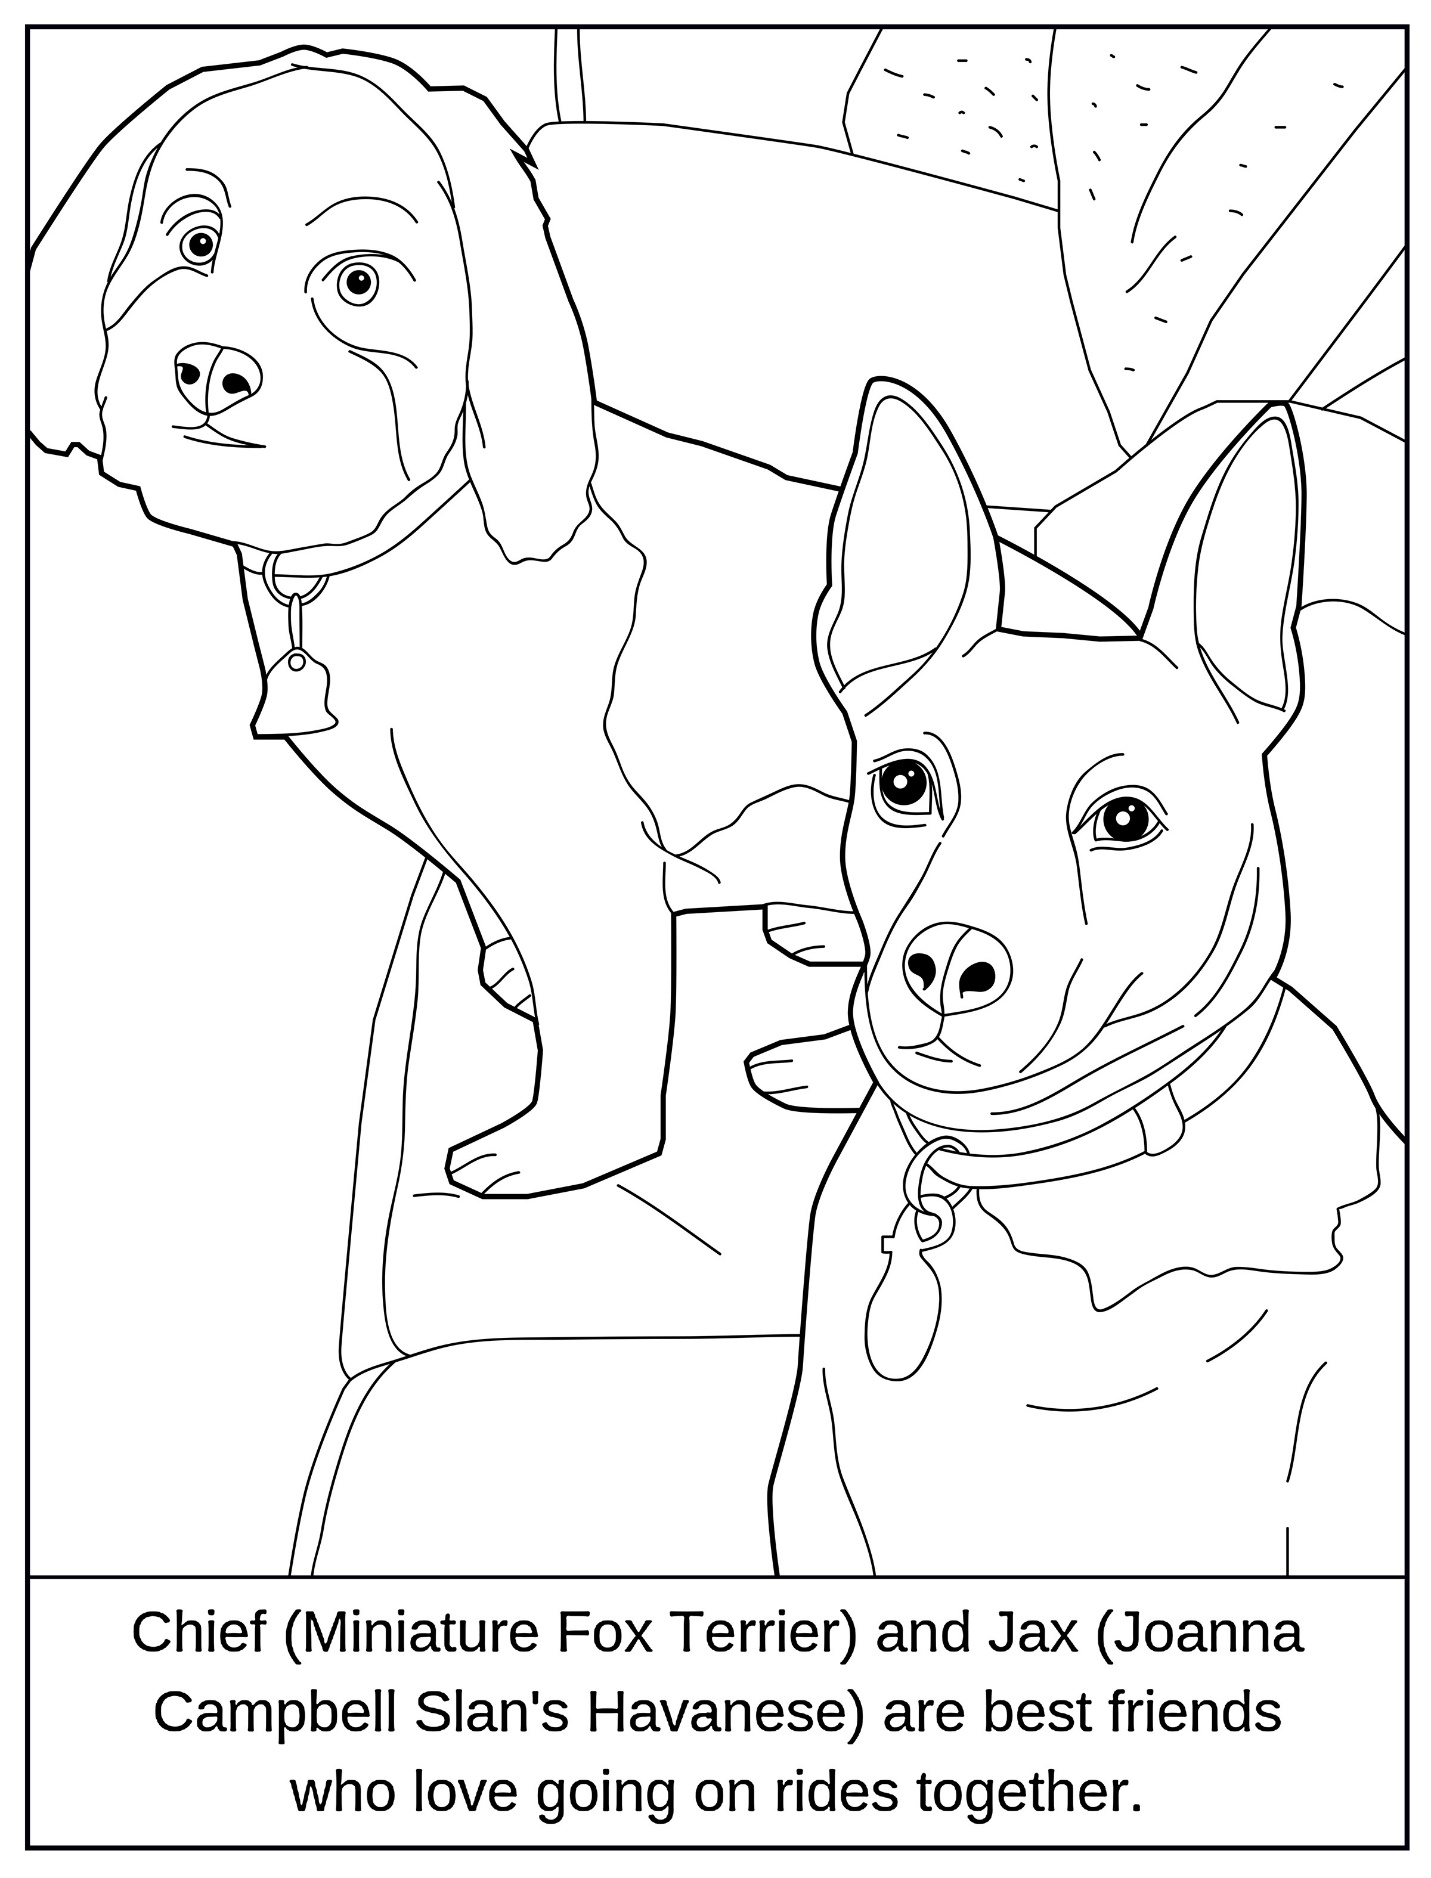 Chief (Miniature Fox Terrier) and Jax (Joanna
Campbell Slan's Havanese) are best friends
who love going on rides together.